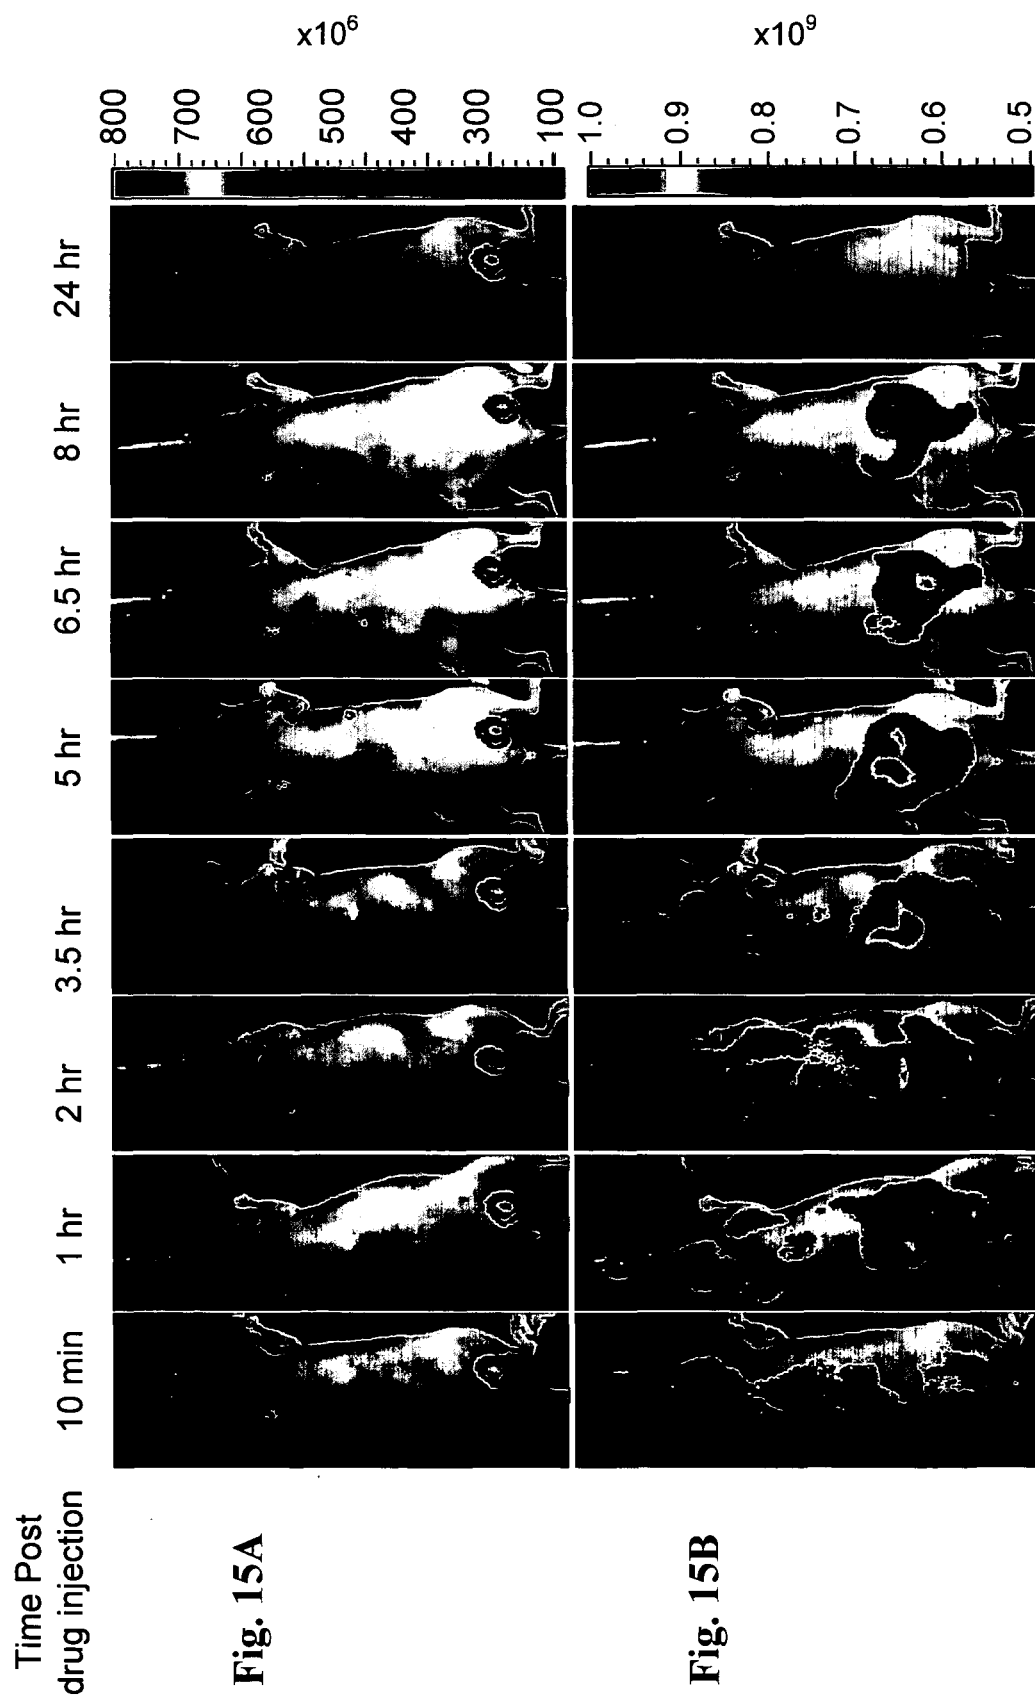 Time Post
drug injection
10 min
1 hr
2 hr
3.5 hr
5 hr
6.5 hr
8 hr
24 hr
Fig. 15A
800
700
600
500
400
300
100
x10⁶
Fig. 15B
1.0
0.9
0.8
0.7
0.6
0.5
x10⁹